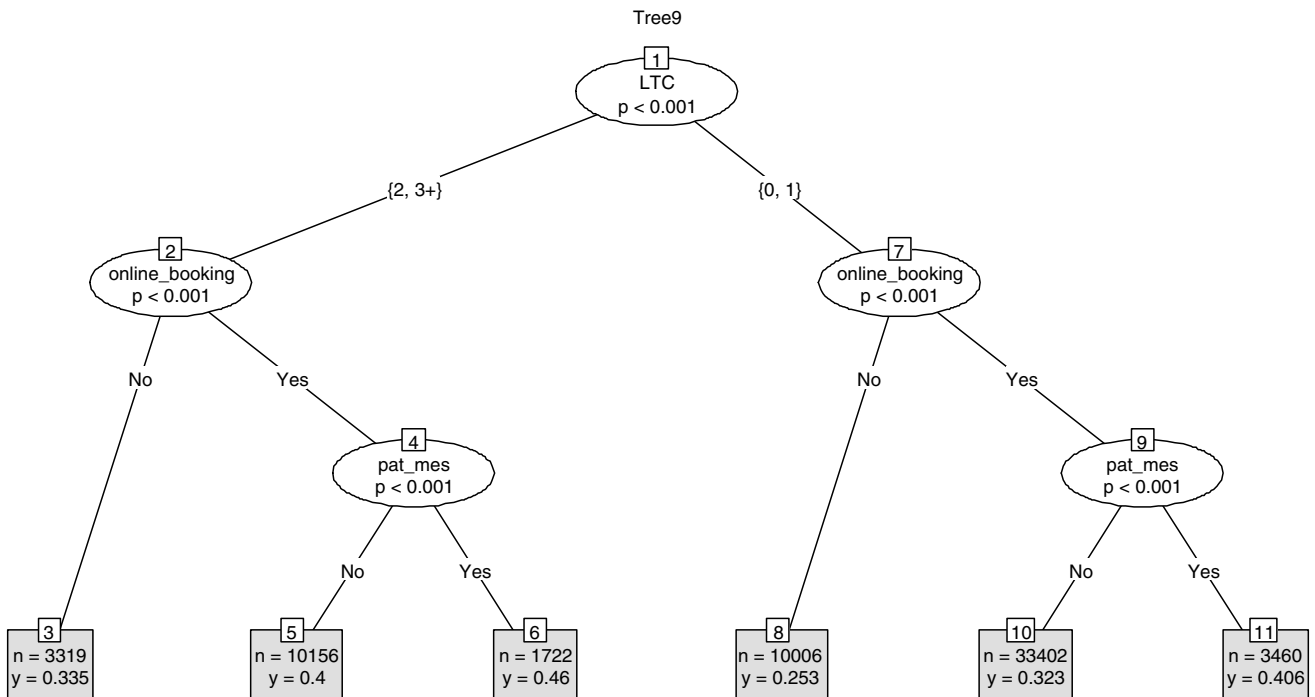 Tree9
1
LTC
p < 0.001
{2, 3+}
{0, 1}
2
online_booking
p < 0.001
7
online_booking
p < 0.001
No
Yes
No
Yes
4
pat_mes
p < 0.001
9
pat_mes
p < 0.001
No
Yes
No
Yes
3
n = 3319
y = 0.335
5
n = 10156
y = 0.4
6
n = 1722
y = 0.46
8
n = 10006
y = 0.253
10
n = 33402
y = 0.323
11
n = 3460
y = 0.406